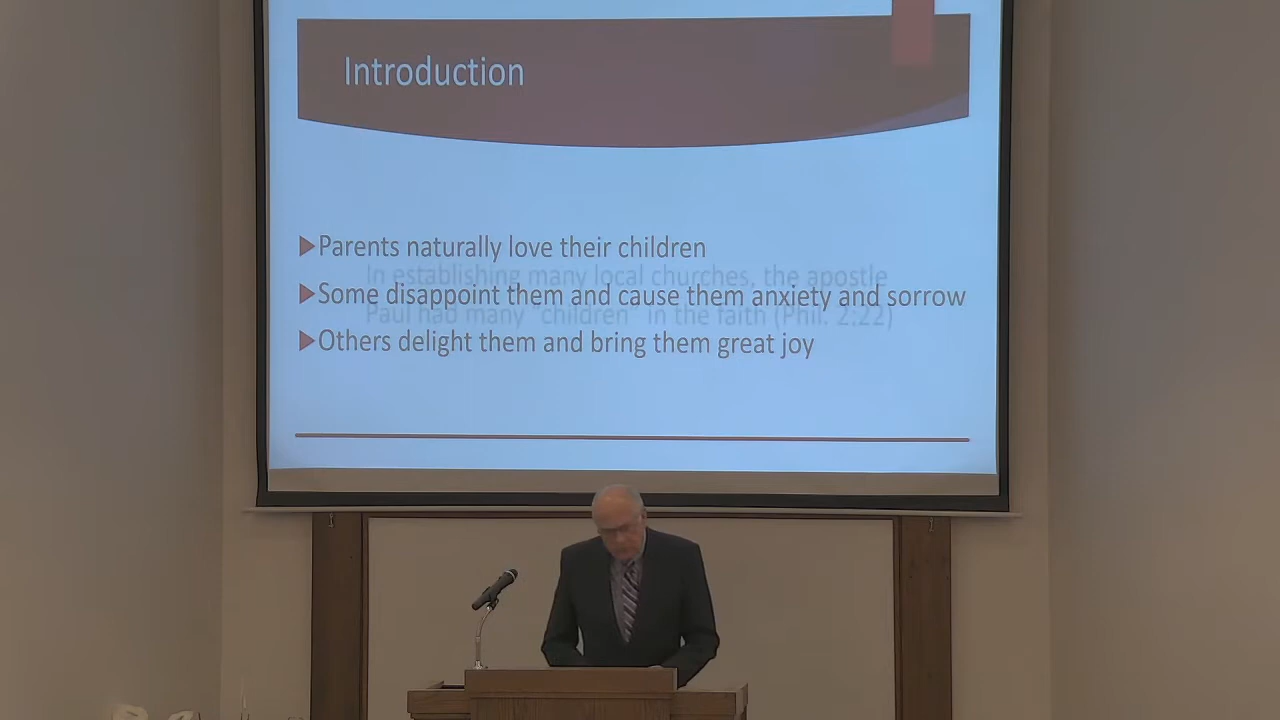 Introduction
Parents naturally love their children
In establishing many local churches, the apostle
Some disappoint them and cause them anxiety and sorrow
Paul had many "children" in the faith (Phil. 2:22)
Others delight them and bring them great joy